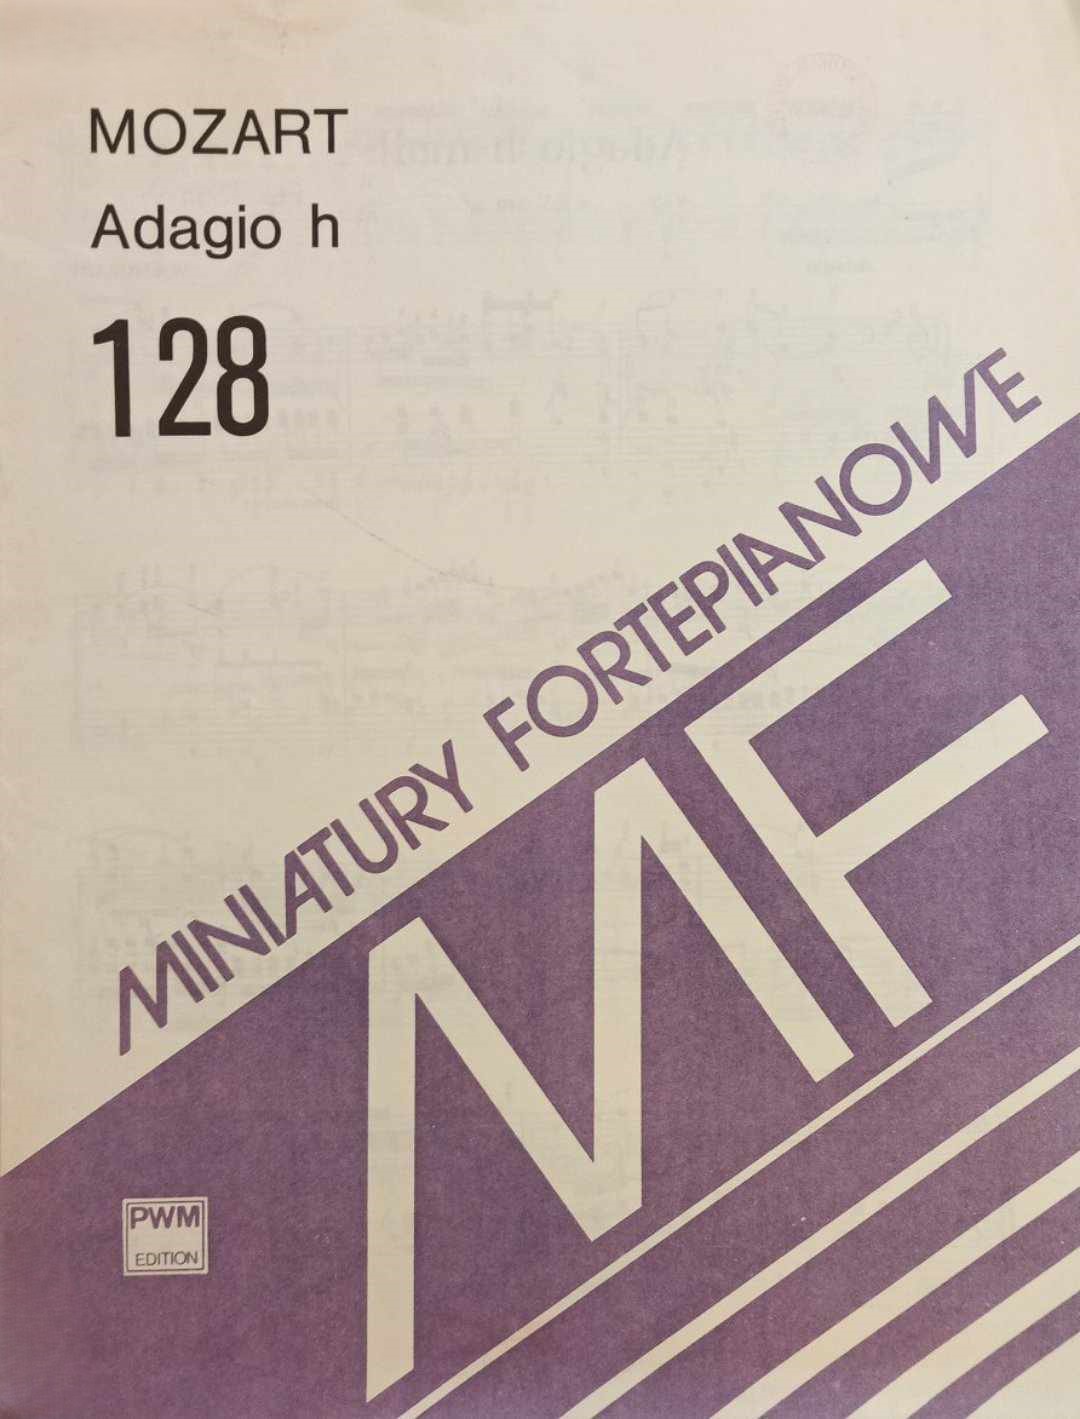 MOZART
Adagio h
128
MINIATURY FORTEPIANOWE
MF
PWM
EDITION